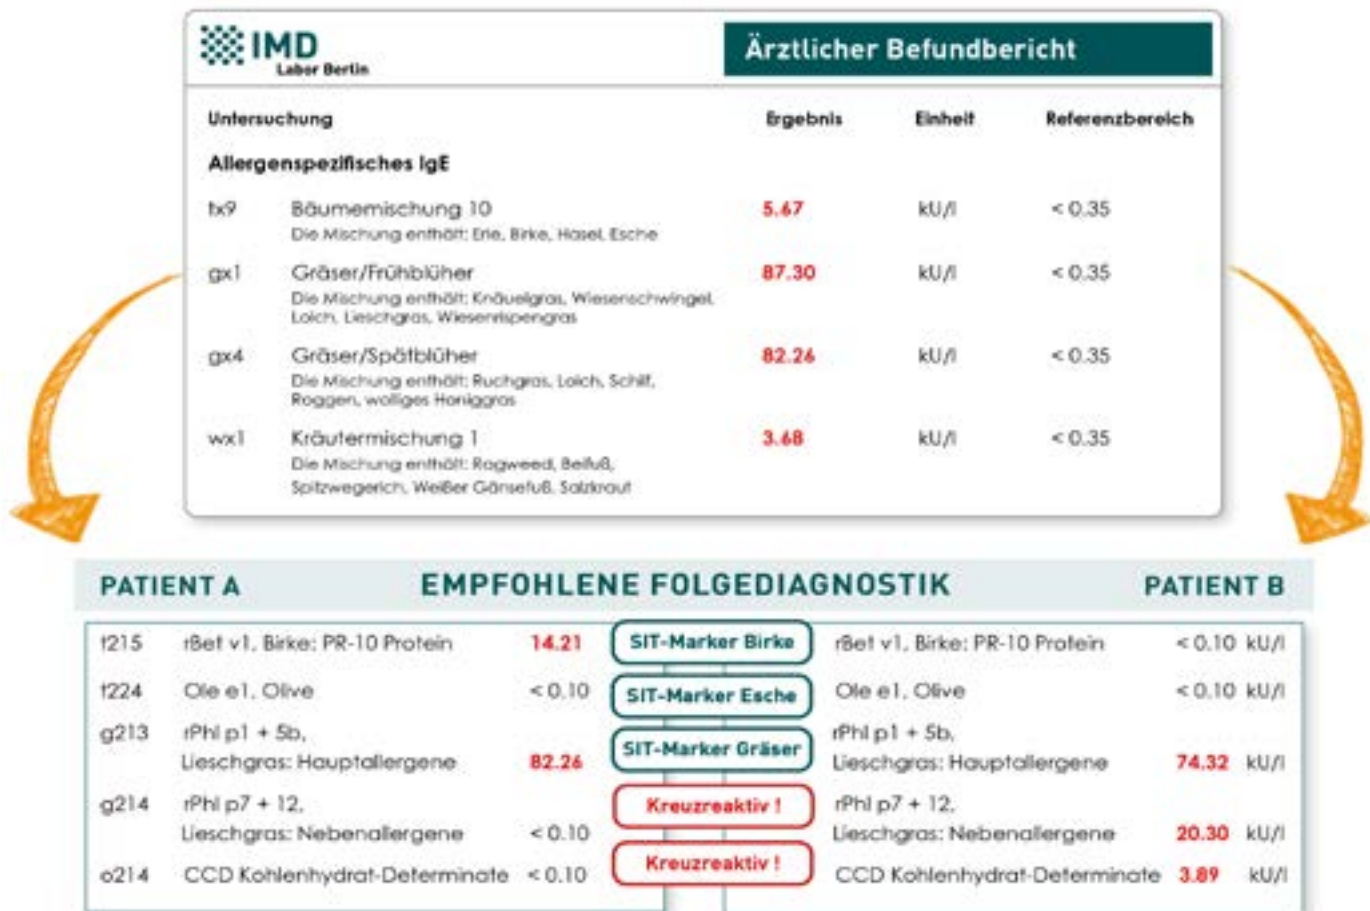 IMD
Labor Berlin
Ärztlicher Befundbericht
Untersuchung Ergebnis Einheit Referenzbereich
Allergenspezifisches IgE
tx9 Bäumemischung 10 5.67 kU/l < 0.35
Die Mischung enthält: Erle, Birke, Hasel, Esche
gx1 Gräser/Frühblüher 87.30 kU/l < 0.35
Die Mischung enthält: Knäuelgras, Wiesenschwingel,
Lolch, Lieschgras, Wiesenrispengras
gx4 Gräser/Spätblüher 82.26 kU/l < 0.35
Die Mischung enthält: Ruchgras, Lolch, Schilf,
Roggen, wolliges Honiggras
wx1 Kräutermischung 1 3.68 kU/l < 0.35
Die Mischung enthält: Ragweed, Beifuß,
Spitzwegerich, Weißer Gänsefuß, Salzkraut
PATIENT A EMPFOHLENE FOLGEDIAGNOSTIK PATIENT B
t215 rBet v1, Birke: PR-10 Protein 14.21 SIT-Marker Birke rBet v1, Birke: PR-10 Protein < 0.10 kU/l
t224 Ole e1, Olive < 0.10 SIT-Marker Esche Ole e1, Olive < 0.10 kU/l
g213 rPhl p1 + 5b, SIT-Marker Gräser rPhl p1 + 5b,
Lieschgras: Hauptallergene 82.26 Lieschgras: Hauptallergene 74.32 kU/l
g214 rPhl p7 + 12, Kreuzreaktiv ! rPhl p7 + 12,
Lieschgras: Nebenallergene < 0.10 Lieschgras: Nebenallergene 20.30 kU/l
o214 CCD Kohlenhydrat-Determinate < 0.10 Kreuzreaktiv ! CCD Kohlenhydrat-Determinate 3.89 kU/l